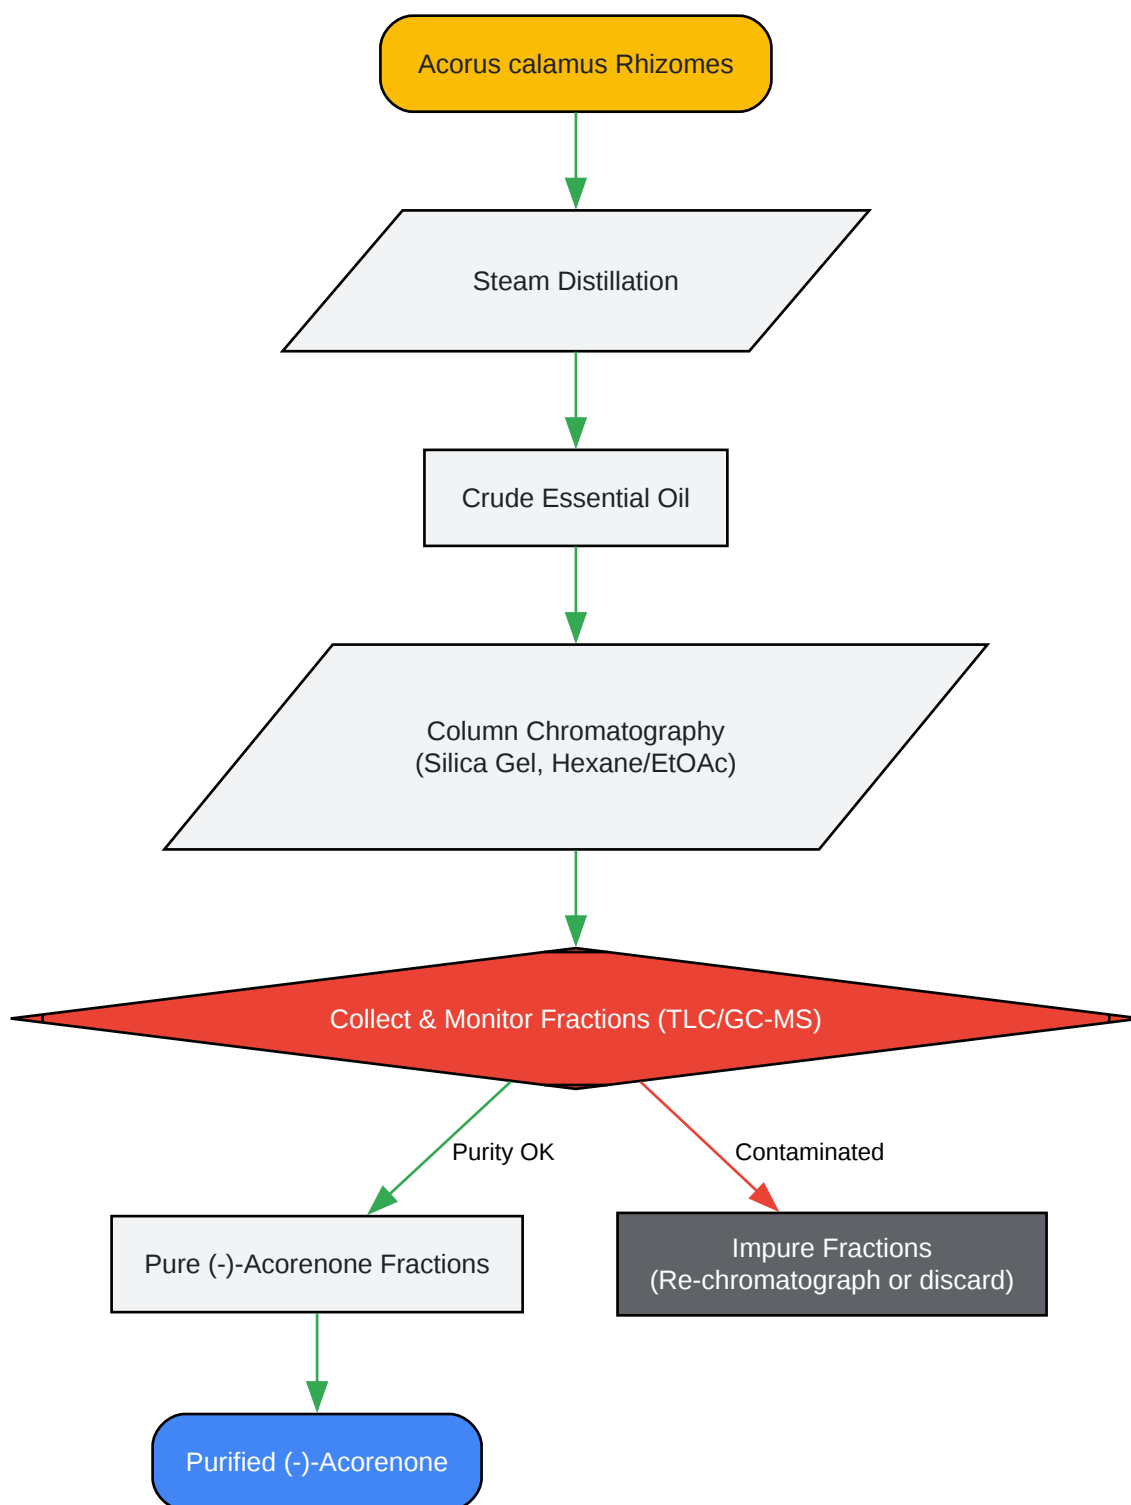 Acorus calamus Rhizomes
Steam Distillation
Crude Essential Oil
Column Chromatography
(Silica Gel, Hexane/EtOAc)
Collect & Monitor Fractions (TLC/GC-MS)
Purity OK
Contaminated
Pure (-)-Acorenone Fractions
Impure Fractions
(Re-chromatograph or discard)
Purified (-)-Acorenone